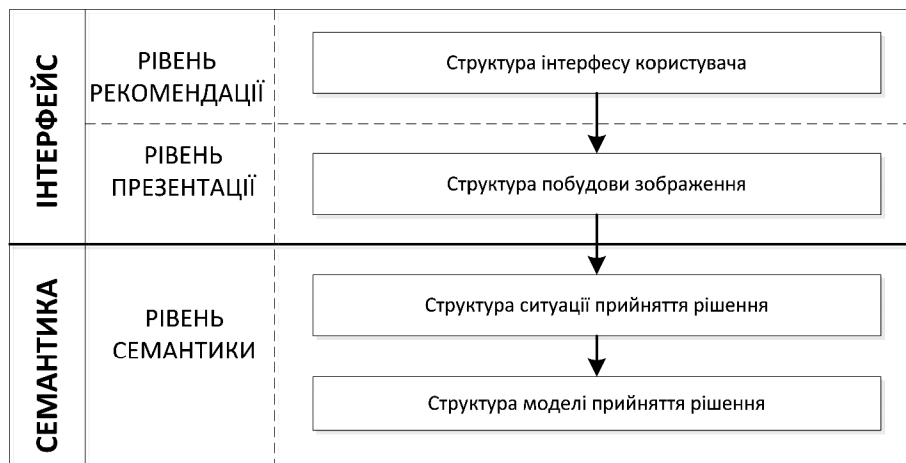 ІНТЕРФЕЙС
РІВЕНЬ
РЕКОМЕНДАЦІЇ
Структура інтерфесу користувача
РІВЕНЬ
ПРЕЗЕНТАЦІЇ
Структура побудови зображення
СЕМАНТИКА
РІВЕНЬ
СЕМАНТИКИ
Структура ситуації прийняття рішення
Структура моделі прийняття рішення